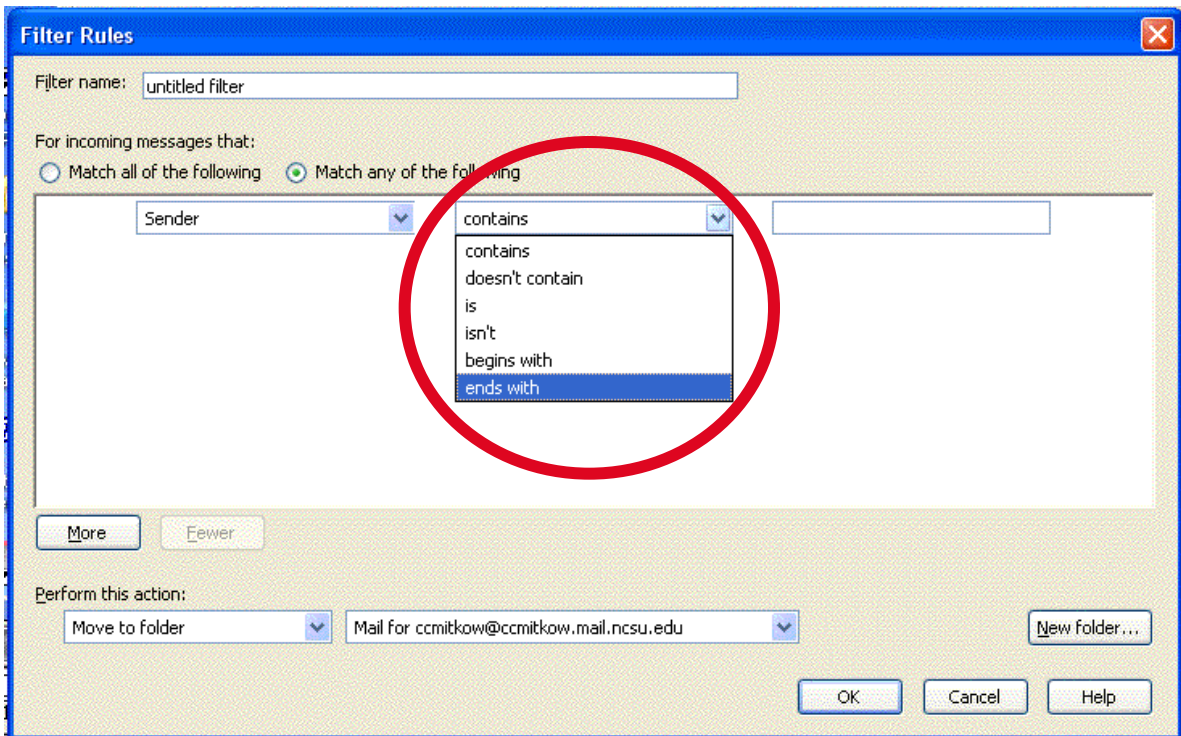 Filter Rules
Filter name: untitled filter
For incoming messages that:
Match all of the following Match any of the following
Sender contains
contains
doesn't contain
is
isn't
begins with
ends with
More Fewer
Perform this action:
Move to folder Mail for ccmitkow@ccmitkow.mail.ncsu.edu New folder...
OK Cancel Help